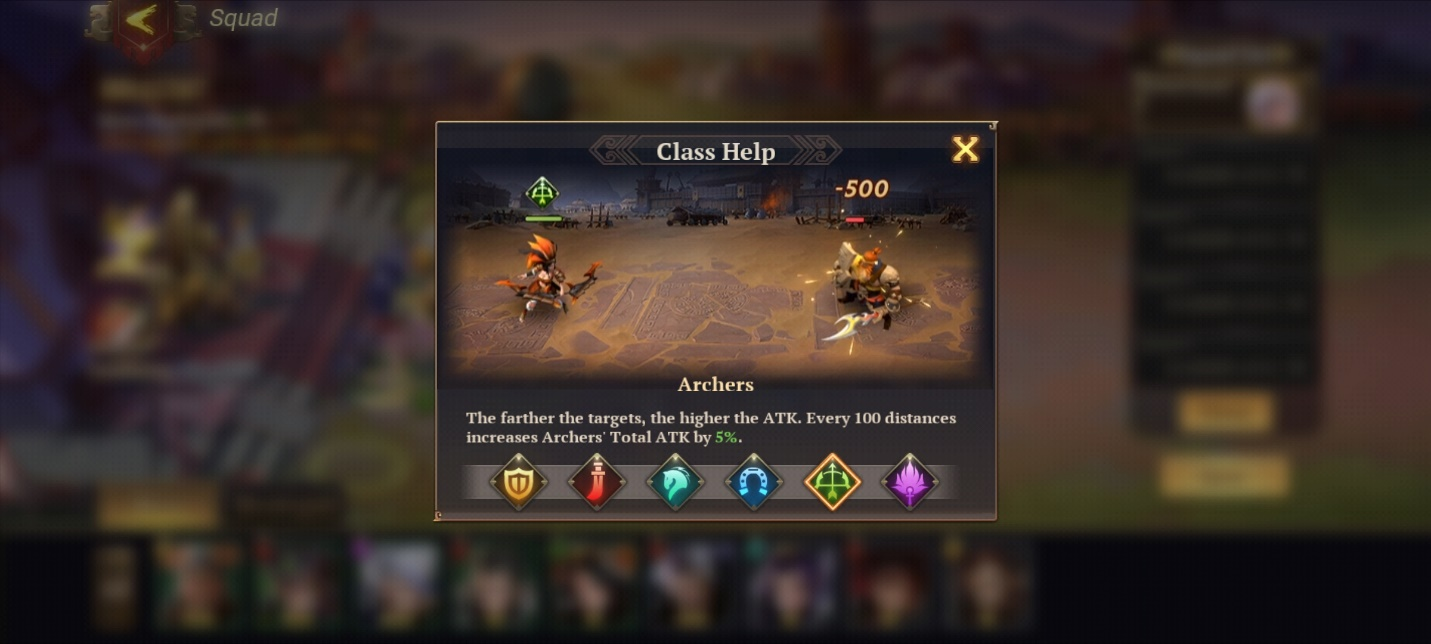 Squad
Class Help
-500
Archers
The farther the targets, the higher the ATK. Every 100 distances
increases Archers' Total ATK by 5%.